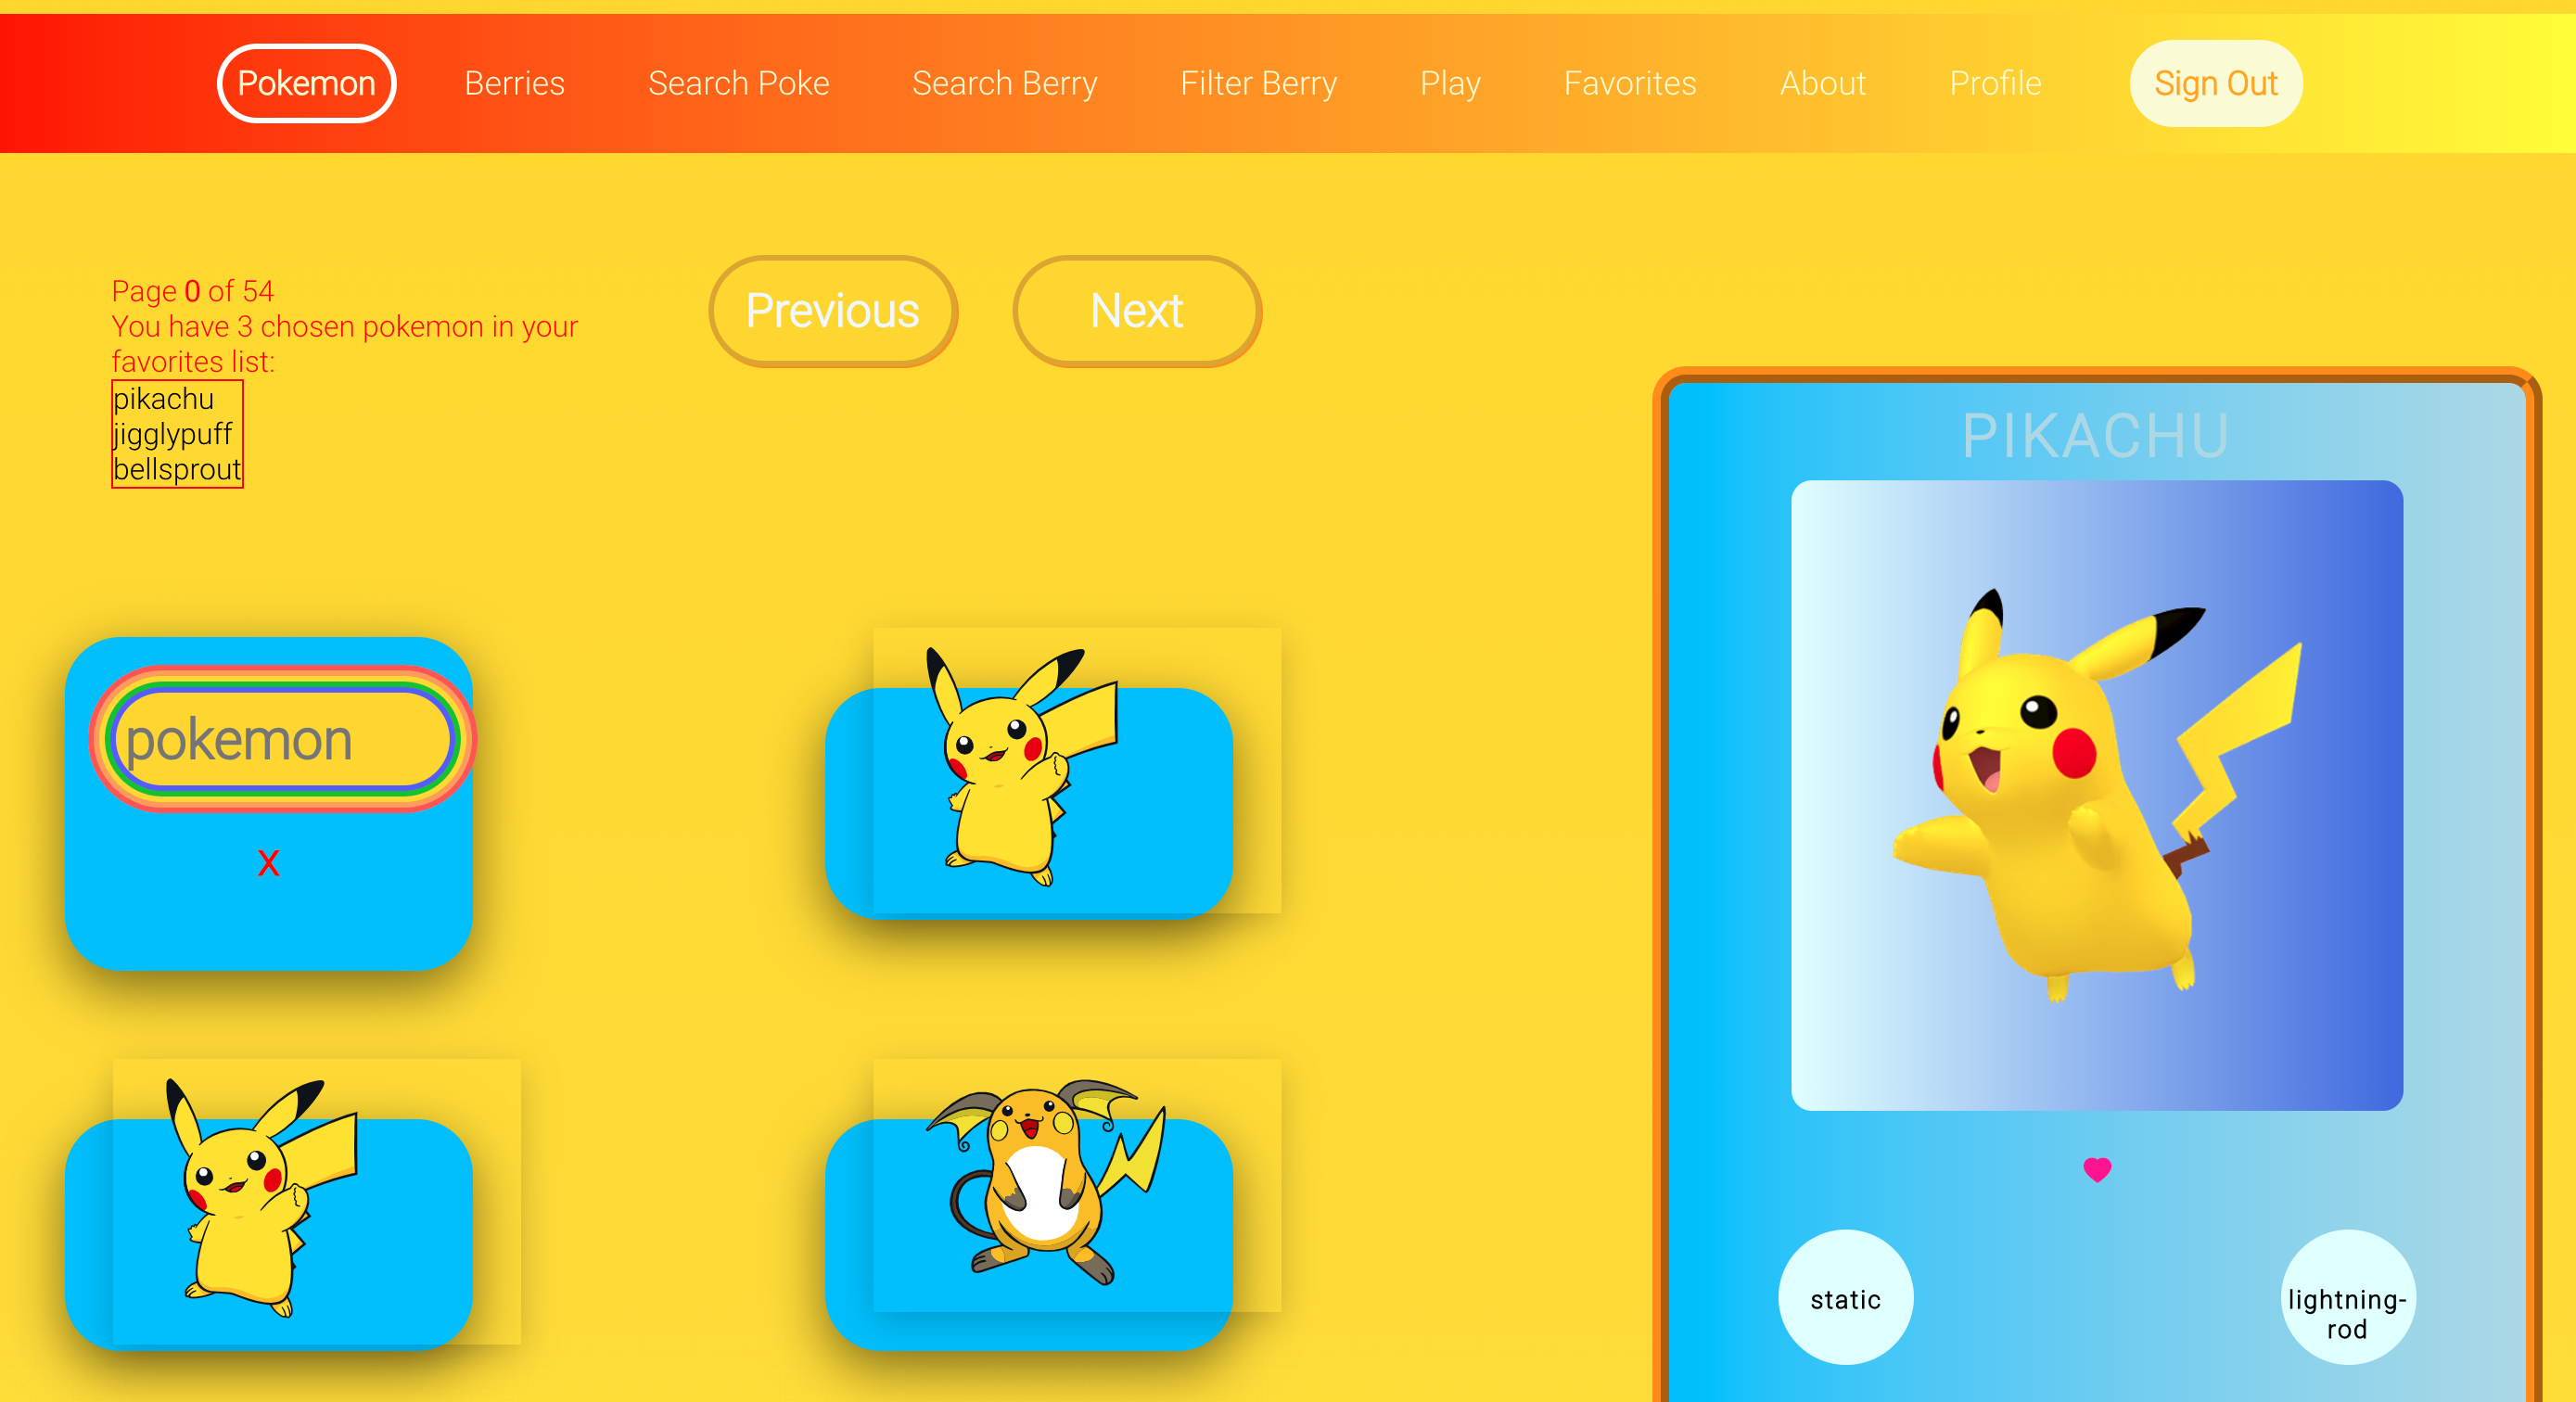 Pokemon Berries Search Poke Search Berry Filter Berry Play Favorites About Profile Sign Out
Page 0 of 54
You have 3 chosen pokemon in your
favorites list:
pikachu
jigglypuff
bellsprout
Previous
Next
pokemon
x
PIKACHU
static
lightning-
rod